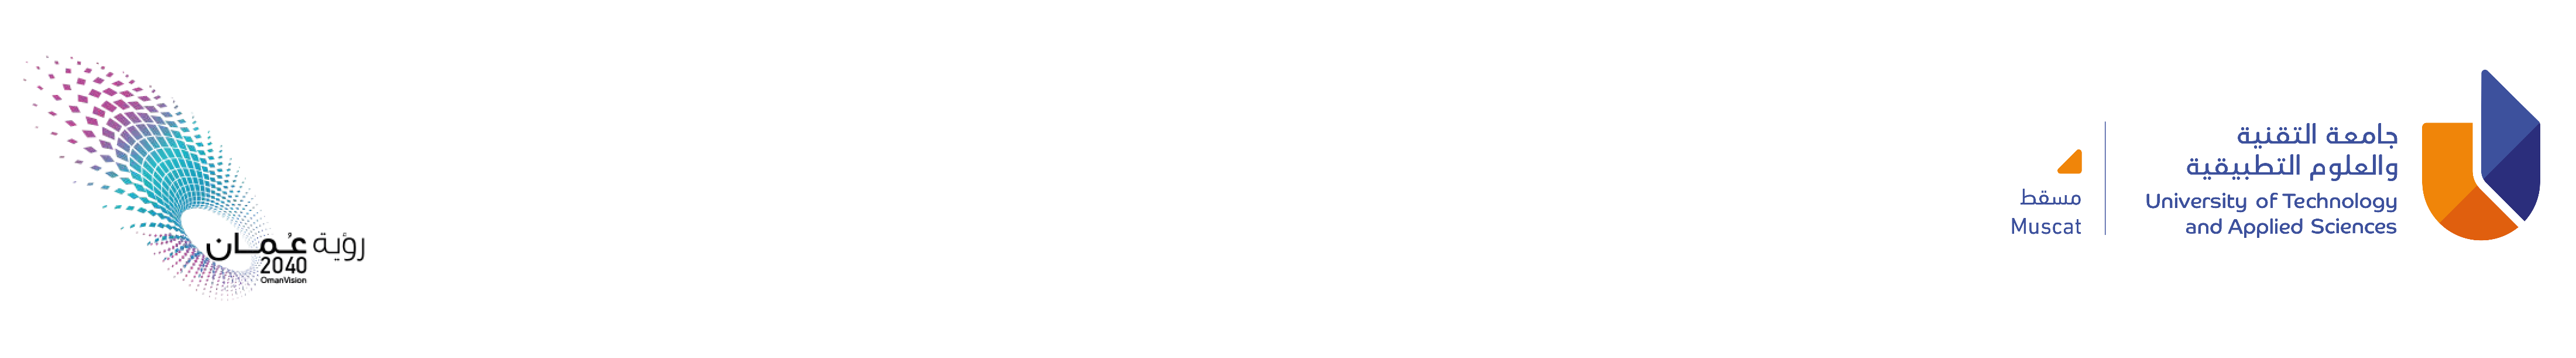 رؤية عُمان
2040
OmanVision
مسقط
Muscat
جامعة التقنية
والعلوم التطبيقية
University of Technology
and Applied Sciences